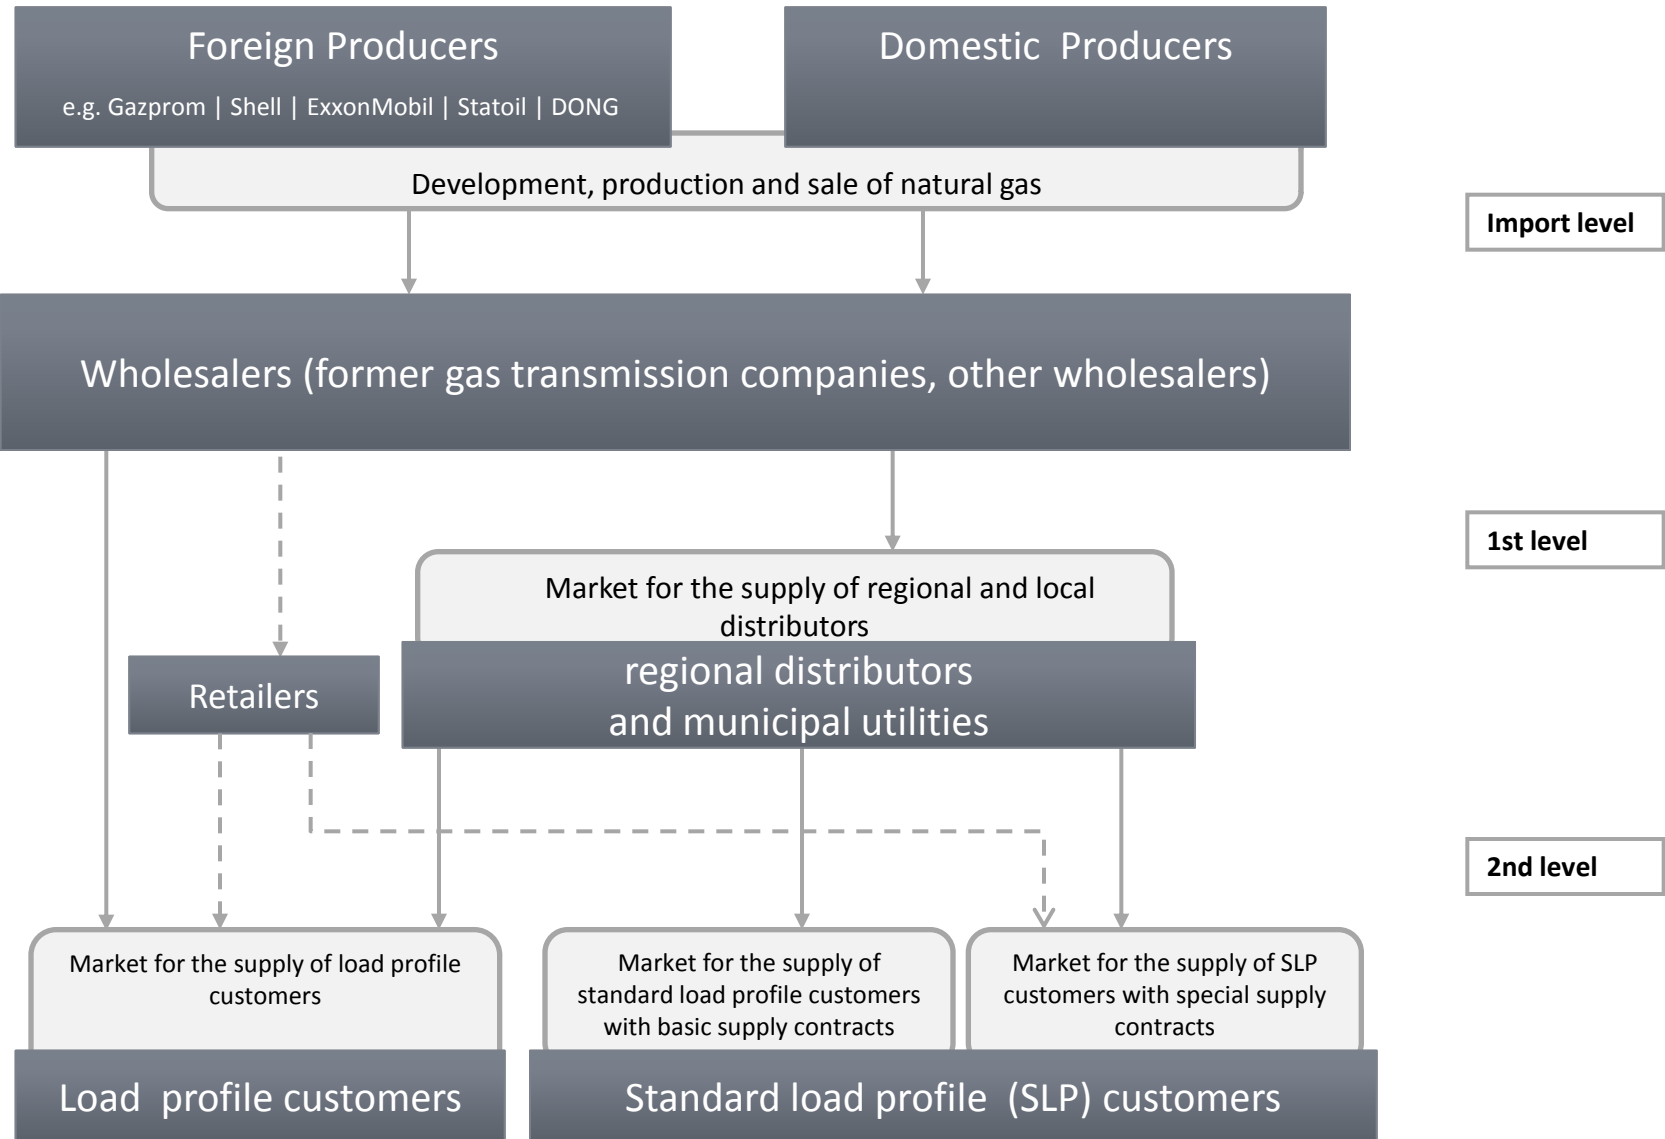 Foreign Producers
e.g. Gazprom | Shell | ExxonMobil | Statoil | DONG
Domestic  Producers
Development, production and sale of natural gas
Import level
Wholesalers (former gas transmission companies, other wholesalers)
1st level
Market for the supply of regional and local
distributors
Retailers
regional distributors
and municipal utilities
2nd level
Market for the supply of load profile
customers
Market for the supply of
standard load profile customers
with basic supply contracts
Market for the supply of SLP
customers with special supply
contracts
Load  profile customers
Standard load profile  (SLP) customers